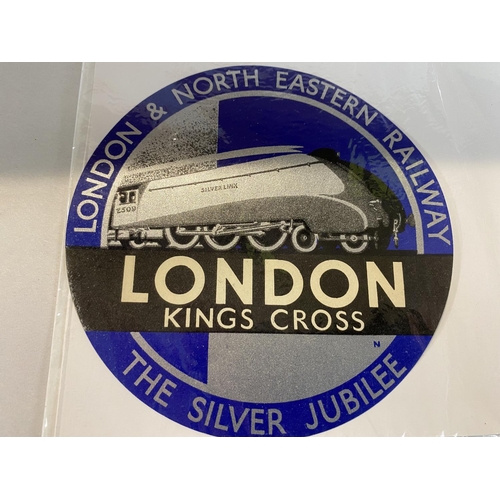 LONDON & NORTH EASTERN RAILWAY
SILVER LINK
2509
LONDON
KINGS CROSS
N
THE SILVER JUBILEE